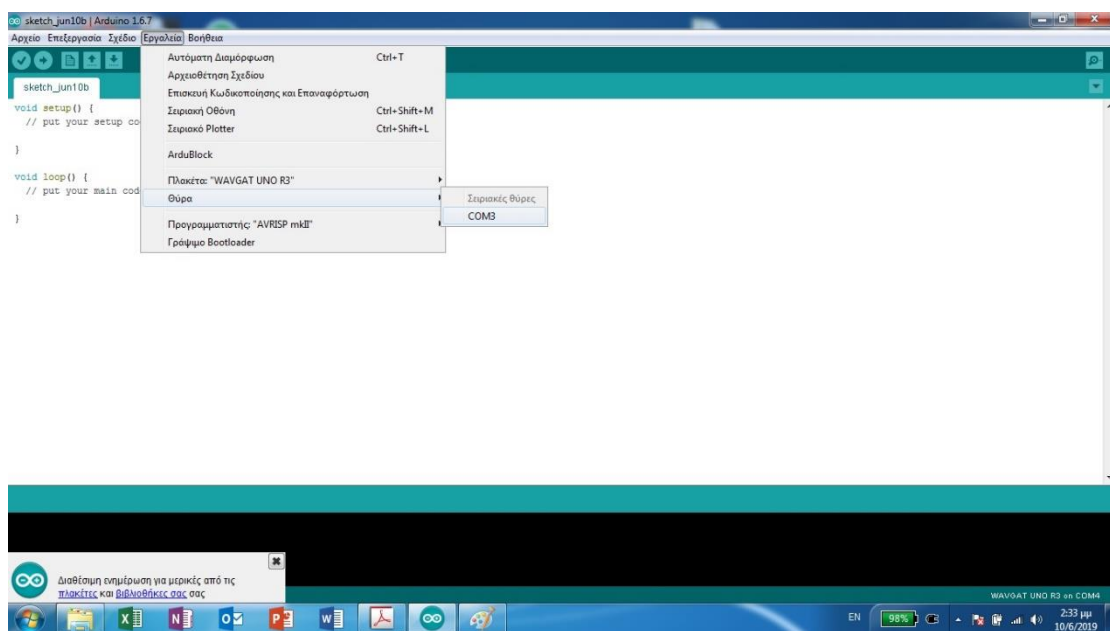 sketch_jun10b | Arduino 1.6.7
Αρχείο Επεξεργασία Σχέδιο Εργαλεία Βοήθεια
sketch_jun10b
void setup() {
// put your setup co
}
void loop() {
// put your main cod
}
Αυτόματη Διαμόρφωση Ctrl+T
Αρχειοθέτηση Σχεδίου
Επισκευή Κωδικοποίησης και Επαναφόρτωση
Σειριακή Οθόνη Ctrl+Shift+M
Σειριακό Plotter Ctrl+Shift+L
ArduBlock
Πλακέτα: "WAVGAT UNO R3"
Θύρα
Προγραμματιστής: "AVRISP mkII"
Γράψιμο Bootloader
Σειριακές θύρες
COM3
Διαθέσιμη ενημέρωση για μερικές από τις
πλακέτες και βιβλιοθήκες σας σας
WAVGAT UNO R3 on COM4
EN 98% 2:33 μμ
10/6/2019